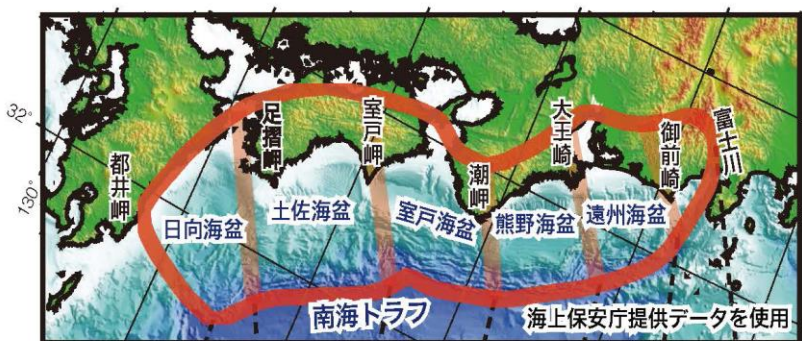 32°
130°
都井岬
足摺岬
室戸岬
潮岬
大王崎
御前崎
富士川
日向海盆
土佐海盆
室戸海盆
熊野海盆
遠州海盆
南海トラフ
海上保安庁提供データを使用